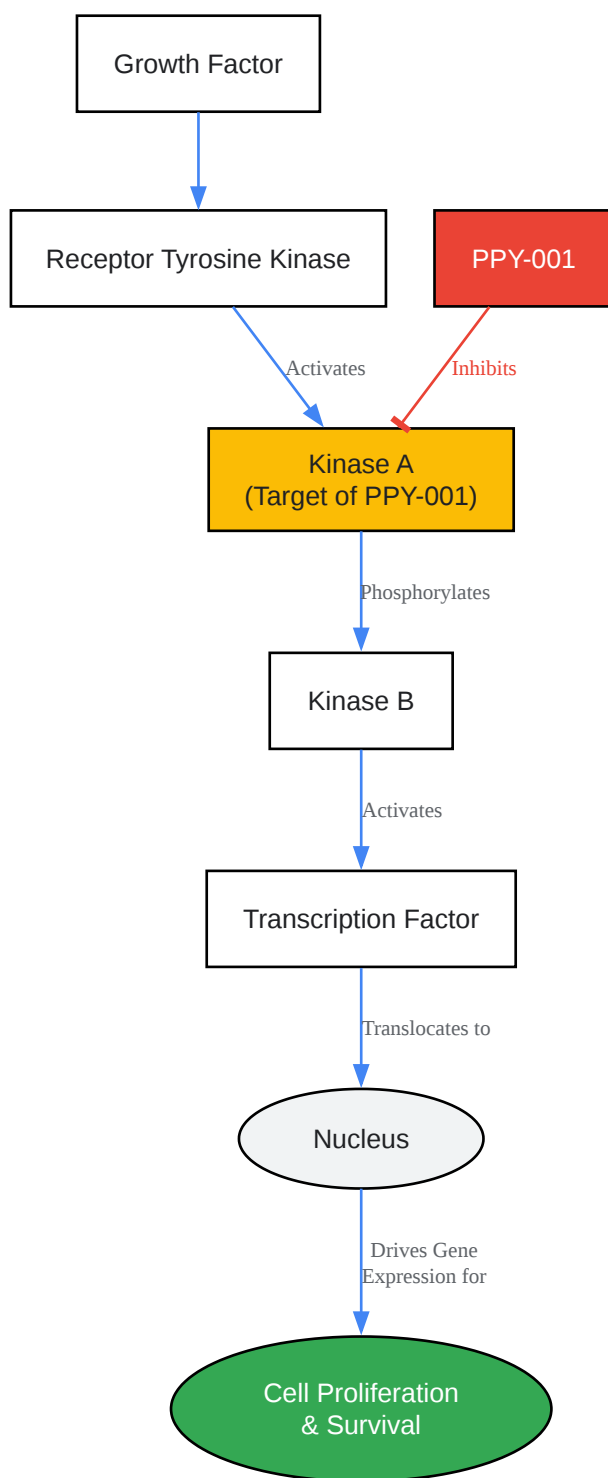 Growth Factor
Receptor Tyrosine Kinase
PPY-001
Activates
Inhibits
Kinase A
(Target of PPY-001)
Phosphorylates
Kinase B
Activates
Transcription Factor
Translocates to
Nucleus
Drives Gene
Expression for
Cell Proliferation
& Survival